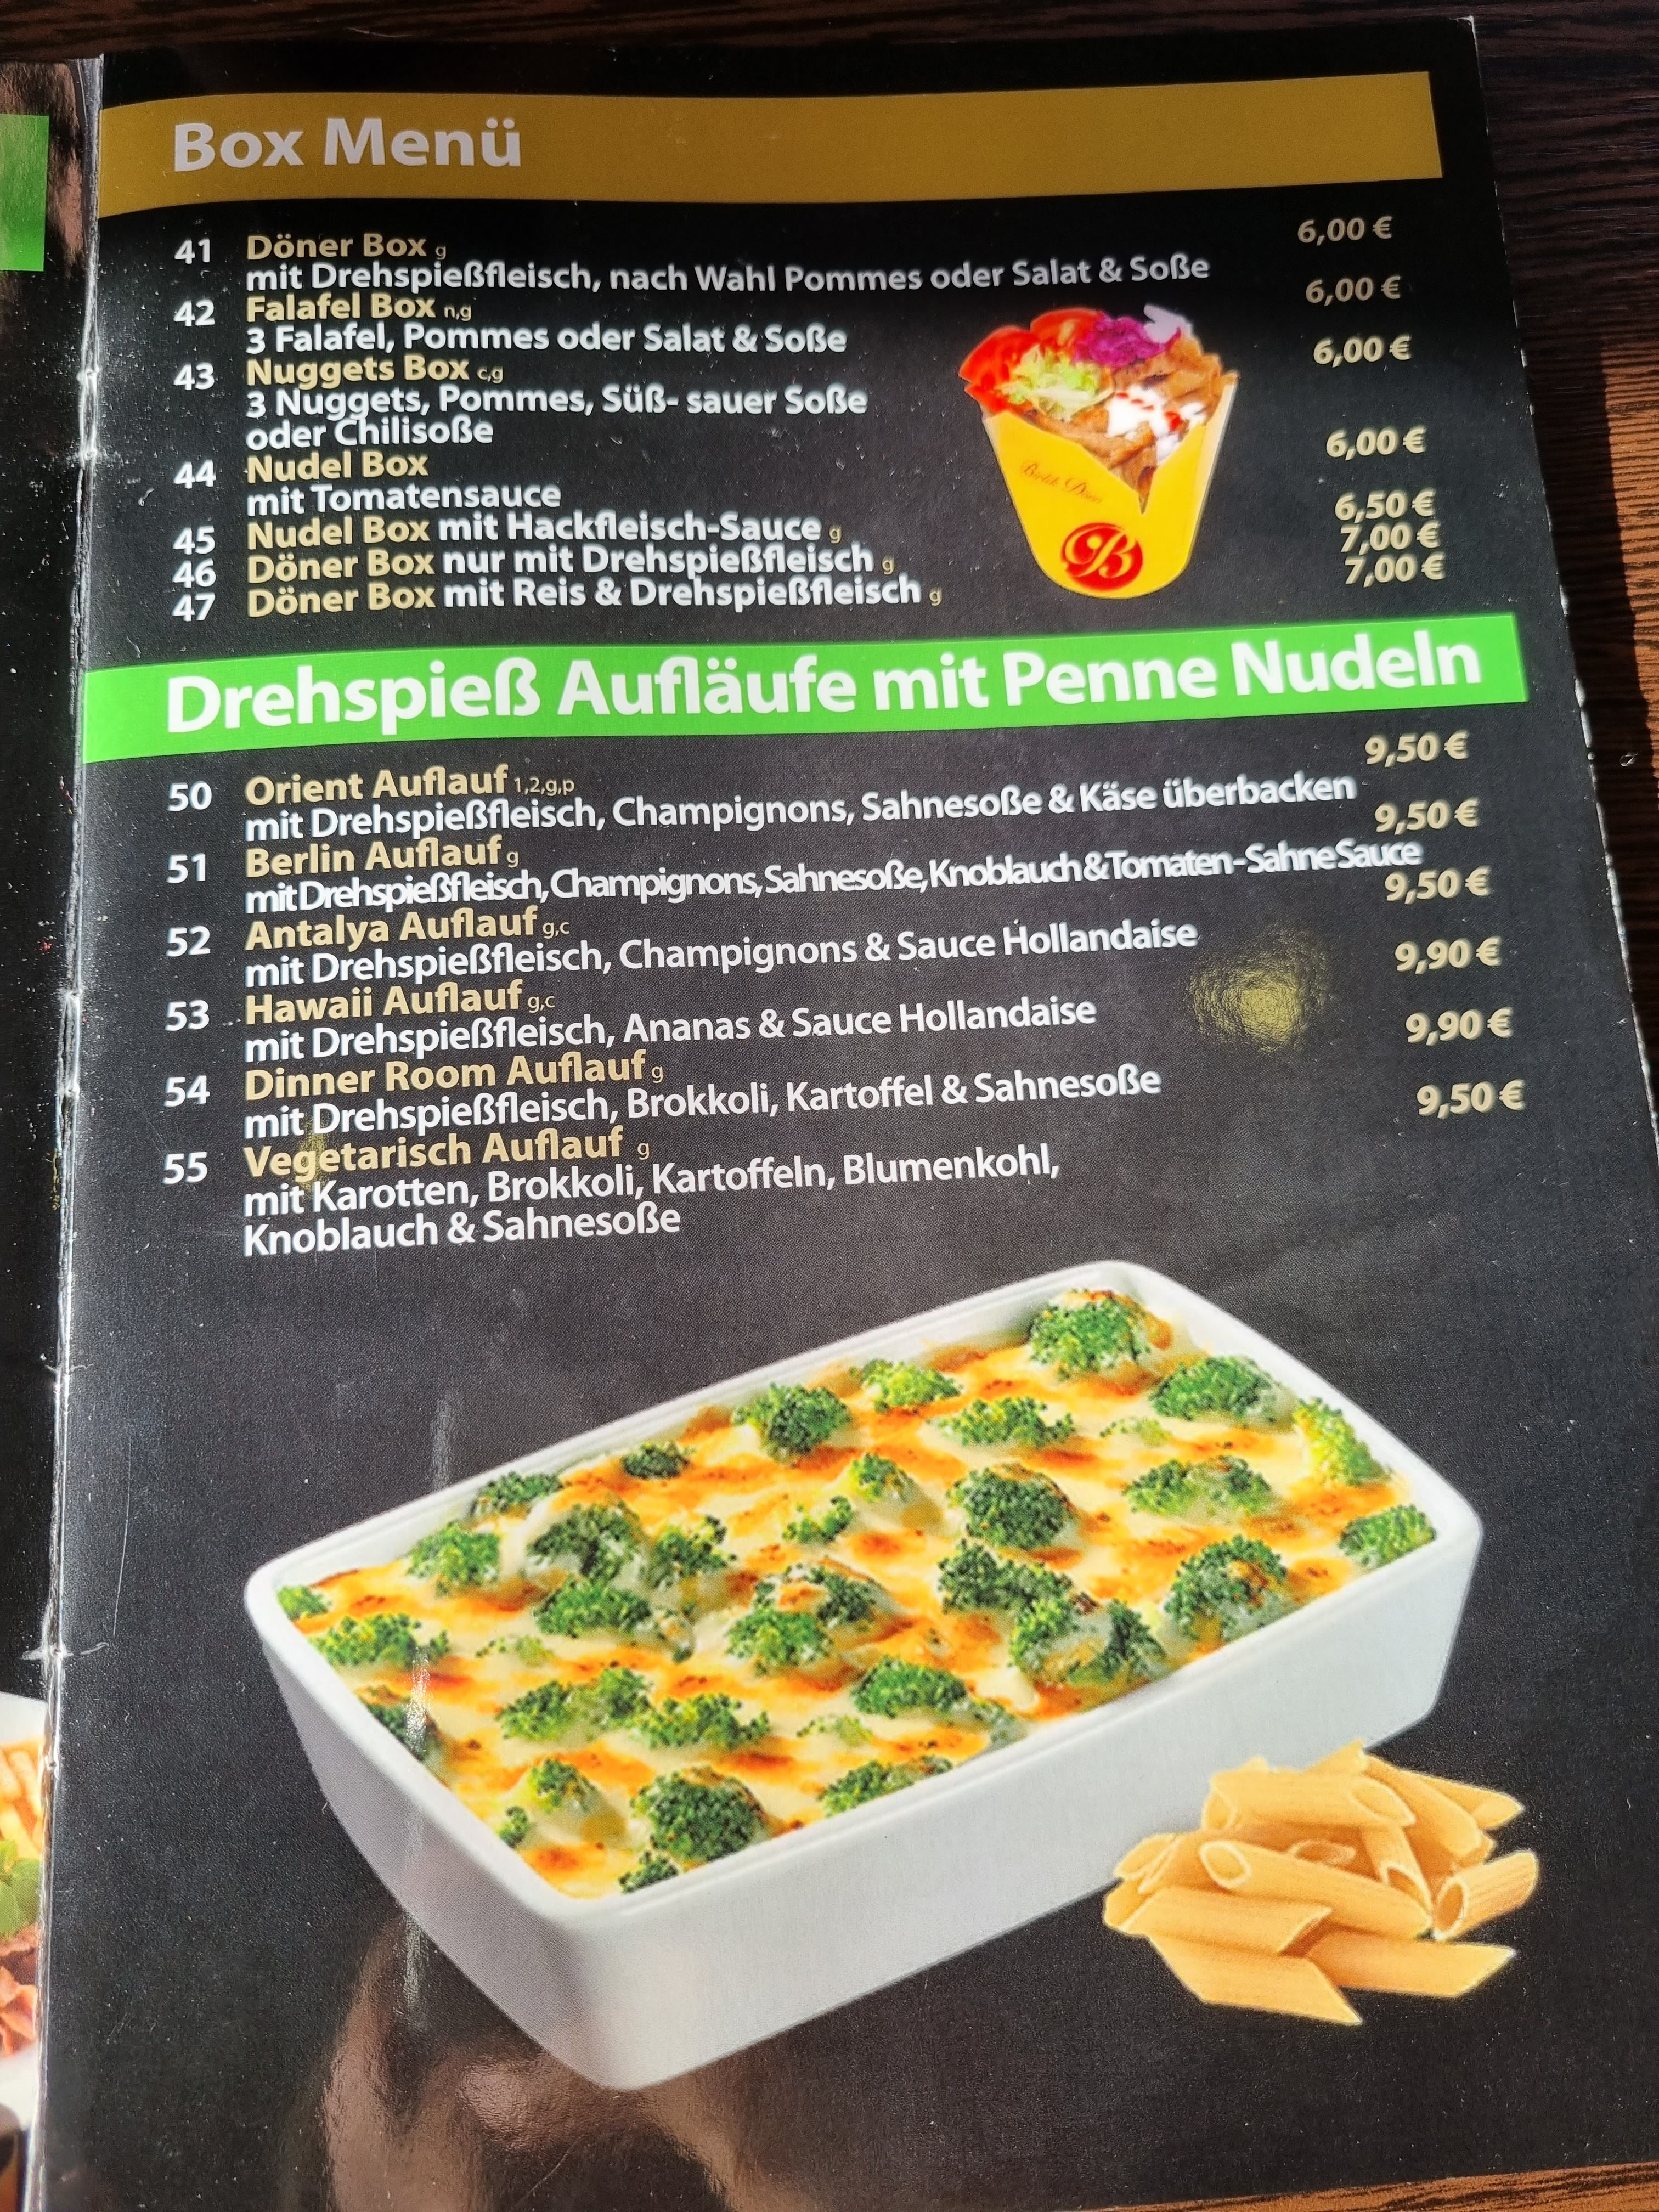 Box Menü
41 Döner Box g 6,00 €
mit Drehspießfleisch, nach Wahl Pommes oder Salat & Soße
42 Falafel Box n,g 6,00 €
3 Falafel, Pommes oder Salat & Soße
43 Nuggets Box c,g 6,00 €
3 Nuggets, Pommes, Süß- sauer Soße
oder Chilisoße
44 Nudel Box 6,00 €
mit Tomatensauce
45 Nudel Box mit Hackfleisch-Sauce g 6,50 €
46 Döner Box nur mit Drehspießfleisch g 7,00 €
47 Döner Box mit Reis & Drehspießfleisch g 7,00 €
B
Drehspieß Aufläufe mit Penne Nudeln
50 Orient Auflauf 1,2,g,p 9,50 €
mit Drehspießfleisch, Champignons, Sahnesoße & Käse überbacken
51 Berlin Auflauf g 9,50 €
mit Drehspießfleisch, Champignons, Sahnesoße, Knoblauch & Tomaten-Sahne Sauce
52 Antalya Auflauf g,c 9,50 €
mit Drehspießfleisch, Champignons & Sauce Hollandaise
53 Hawaii Auflauf g,c 9,90 €
mit Drehspießfleisch, Ananas & Sauce Hollandaise
54 Dinner Room Auflauf g 9,90 €
mit Drehspießfleisch, Brokkoli, Kartoffel & Sahnesoße
55 Vegetarisch Auflauf g 9,50 €
mit Karotten, Brokkoli, Kartoffeln, Blumenkohl,
Knoblauch & Sahnesoße